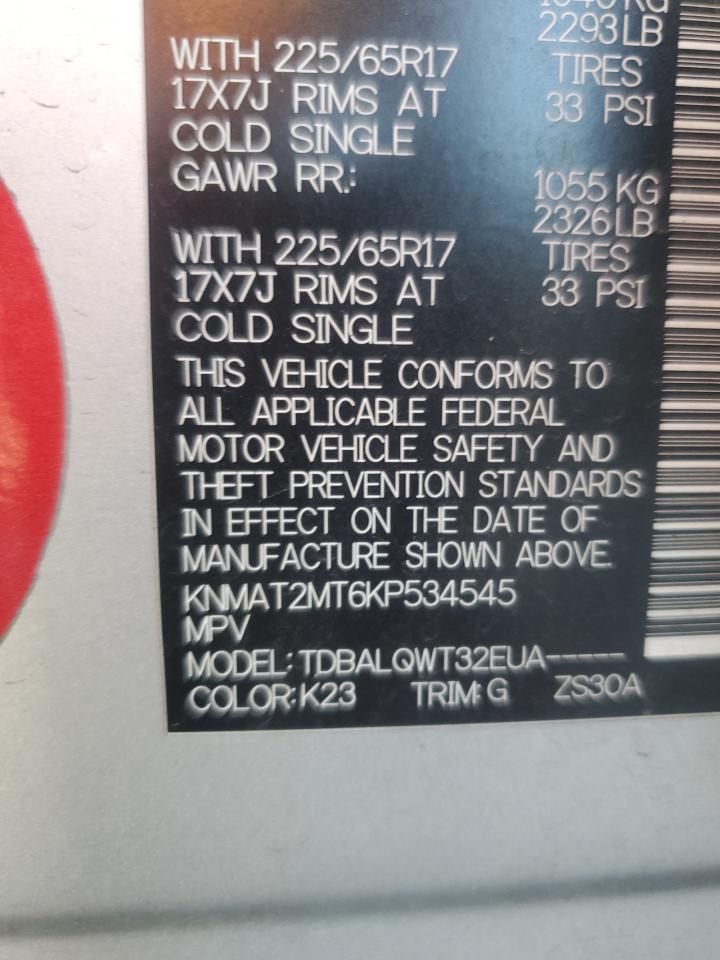 1040 KG
2293 LB
WITH 225/65R17 TIRES
17X7J RIMS AT 33 PSI
COLD SINGLE
GAWR RR.: 1055 KG
2326 LB
WITH 225/65R17 TIRES
17X7J RIMS AT 33 PSI
COLD SINGLE
THIS VEHICLE CONFORMS TO
ALL APPLICABLE FEDERAL
MOTOR VEHICLE SAFETY AND
THEFT PREVENTION STANDARDS
IN EFFECT ON THE DATE OF
MANUFACTURE SHOWN ABOVE.
KNMAT2MT6KP534545
MPV
MODEL: TDBALQWT32EUA-----
COLOR: K23 TRIM: G ZS30A